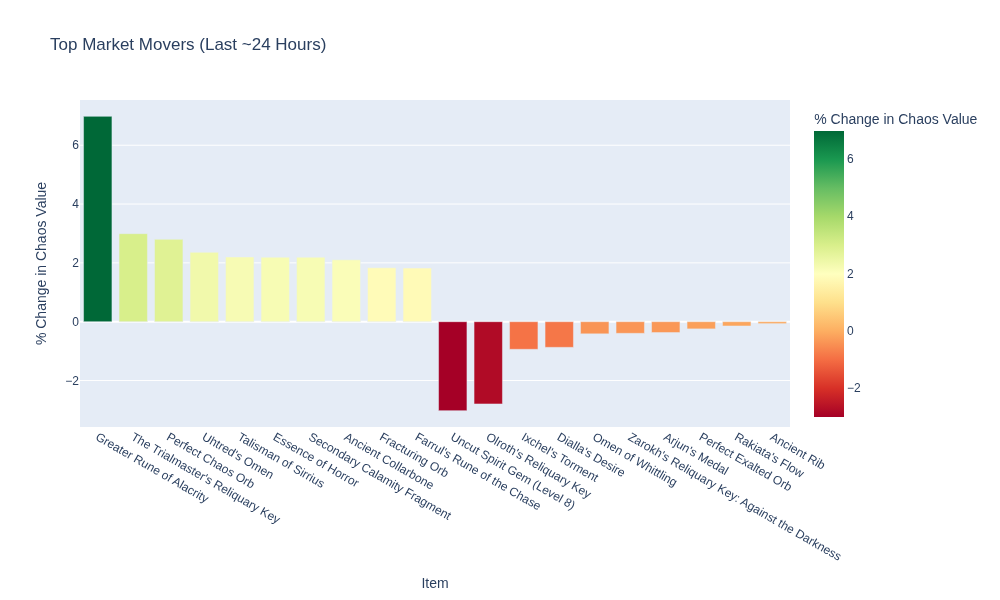 Top Market Movers (Last ~24 Hours)
% Change in Chaos Value
6
4
2
0
−2
Greater Rune of Alacrity
The Trialmaster's Reliquary Key
Perfect Chaos Orb
Uhtred's Omen
Talisman of Sirrius
Essence of Horror
Secondary Calamity Fragment
Ancient Collarbone
Fracturing Orb
Farrul's Rune of the Chase
Uncut Spirit Gem (Level 8)
Olroth's Reliquary Key
Ixchel's Torment
Dialla's Desire
Omen of Whittling
Zarokh's Reliquary Key: Against the Darkness
Arjun's Medal
Perfect Exalted Orb
Rakiata's Flow
Ancient Rib
Item
% Change in Chaos Value
6
4
2
0
−2